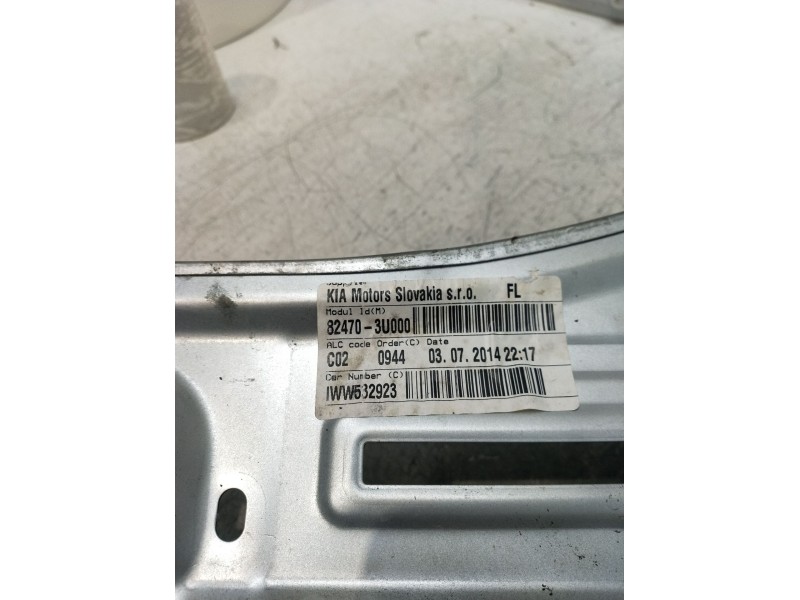 KIA Motors Slovakia s.r.o. FL
Modul Id(M)
82470-3U000
ALC code Order(C) Date
C02 0944 03.07.2014 22:17
Car Number (C)
IWW532923